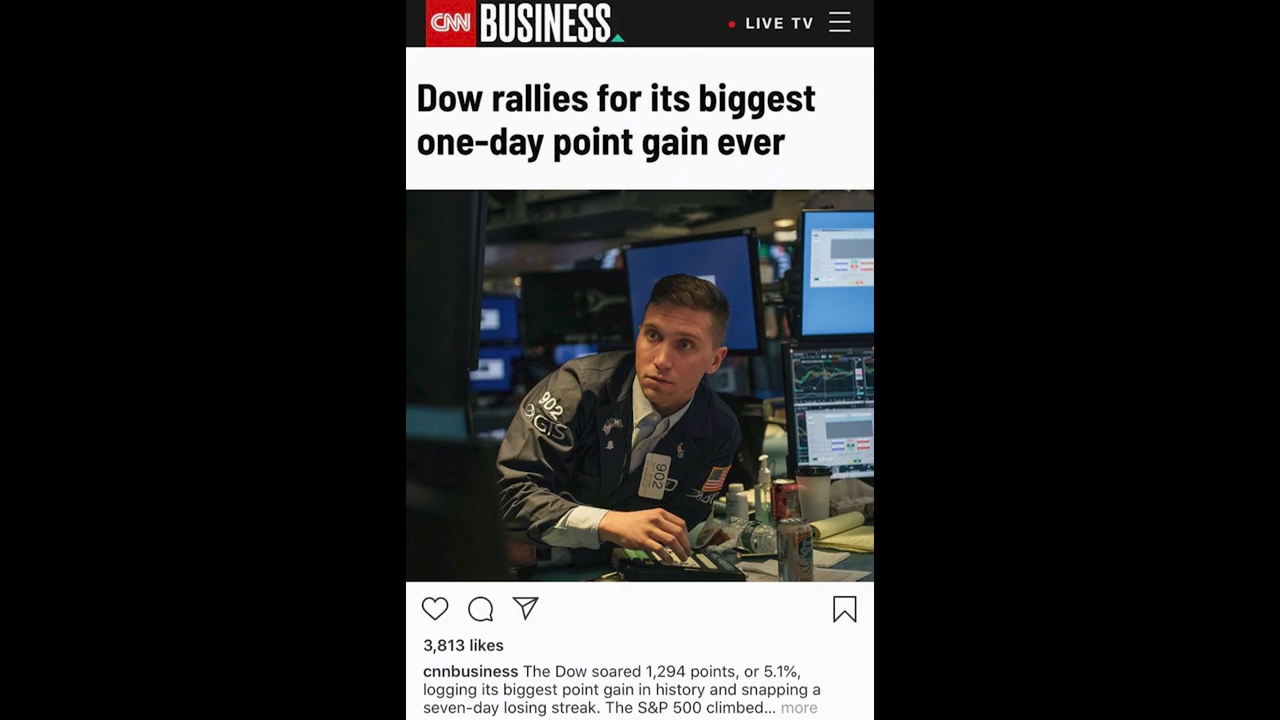 CNN BUSINESS
LIVE TV
Dow rallies for its biggest
one-day point gain ever
902
GTS
902
3,813 likes
cnnbusiness The Dow soared 1,294 points, or 5.1%,
logging its biggest point gain in history and snapping a
seven-day losing streak. The S&P 500 climbed... more